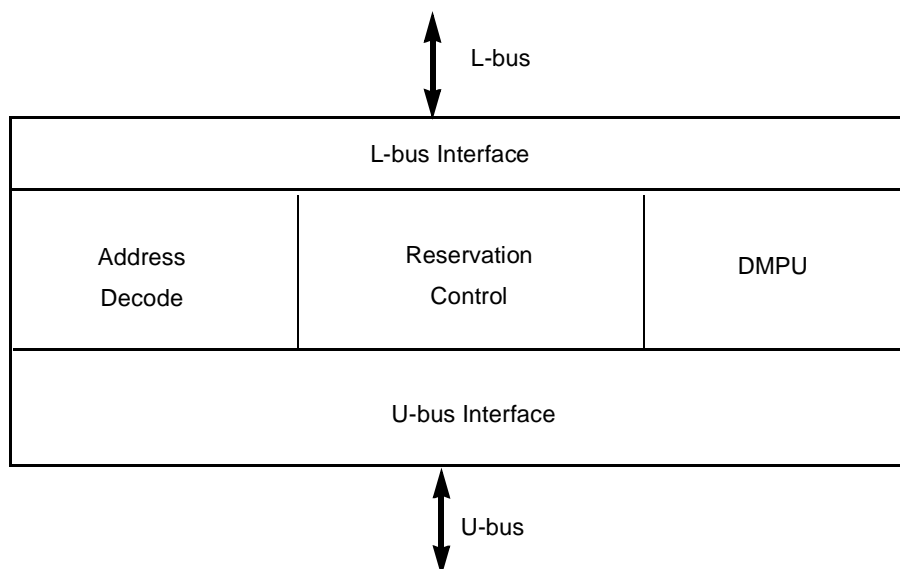 L-bus
L-bus Interface
Address
Decode
Reservation
Control
DMPU
U-bus Interface
U-bus